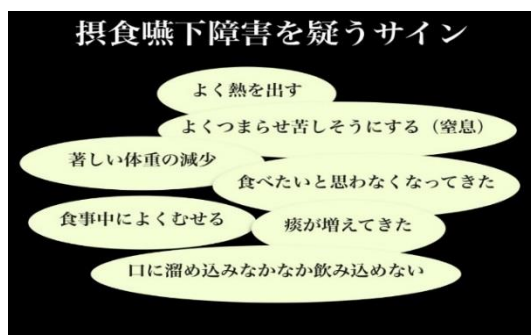 摂食嚥下障害を疑うサイン
よく熱を出す
よくつまらせ苦しそうにする（窒息）
著しい体重の減少
食べたいと思わなくなってきた
食事中によくむせる
痰が増えてきた
口に溜め込みなかなか飲み込めない